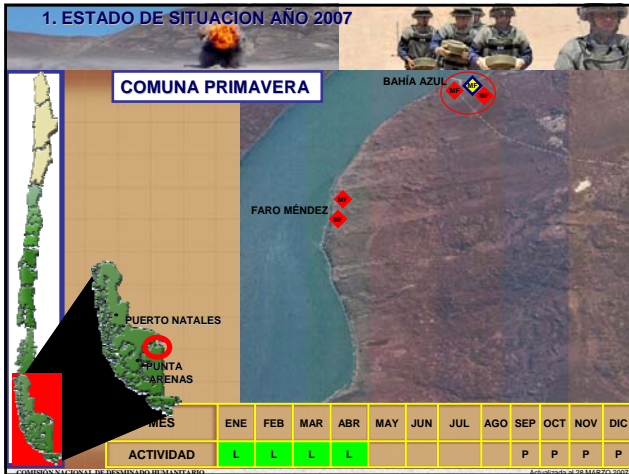 1. ESTADO DE SITUACION AÑO 2007
COMUNA PRIMAVERA
BAHÍA AZUL
MF
MF
MF
MF
FARO MÉNDEZ
MF
PUERTO NATALES
PUNTA
ARENAS
MES ENE FEB MAR ABR MAY JUN JUL AGO SEP OCT NOV DIC
ACTIVIDAD L L L L P P P P
COMISIÓN NACIONAL DE DESMINADO HUMANITARIO
Actualizada al 28 MARZO 2007